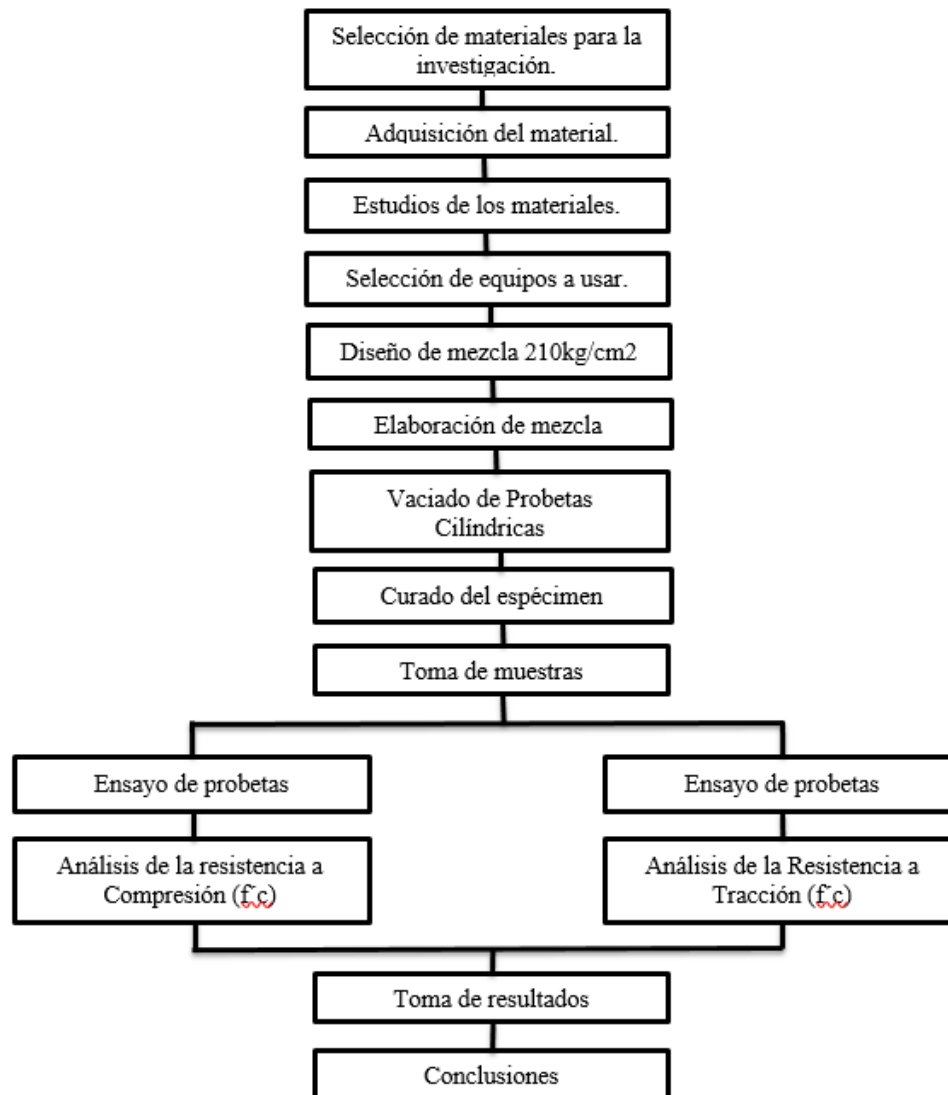 Selección de materiales para la
investigación.
Adquisición del material.
Estudios de los materiales.
Selección de equipos a usar.
Diseño de mezcla 210kg/cm2
Elaboración de mezcla
Vaciado de Probetas
Cilíndricas
Curado del espécimen
Toma de muestras
Ensayo de probetas
Análisis de la resistencia a
Compresión (f´c)
Ensayo de probetas
Análisis de la Resistencia a
Tracción (f´c)
Toma de resultados
Conclusiones